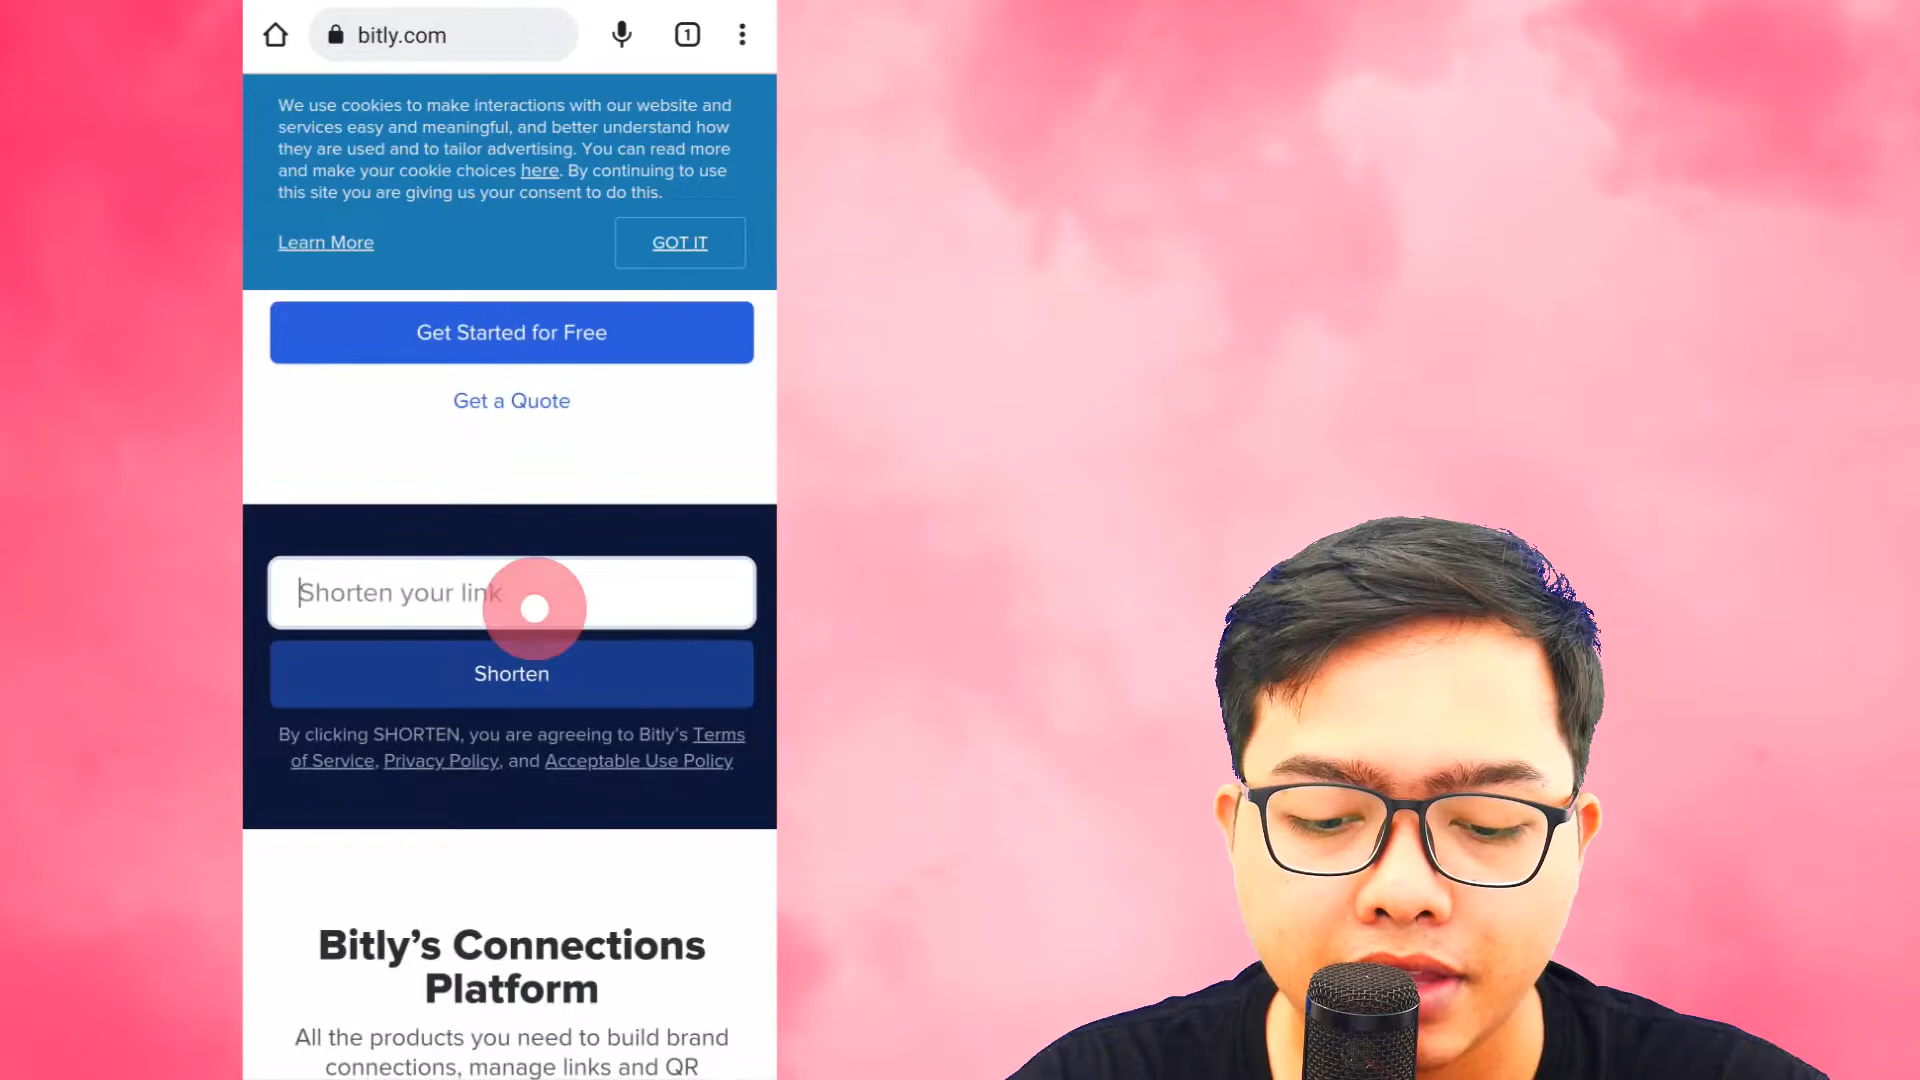 bitly.com
1
We use cookies to make interactions with our website and
services easy and meaningful, and better understand how
they are used and to tailor advertising. You can read more
and make your cookie choices here. By continuing to use
this site you are giving us your consent to do this.
Learn More
GOT IT
Get Started for Free
Get a Quote
Shorten your link
Shorten
By clicking SHORTEN, you are agreeing to Bitly’s Terms
of Service, Privacy Policy, and Acceptable Use Policy
Bitly’s Connections
Platform
All the products you need to build brand
connections, manage links and QR